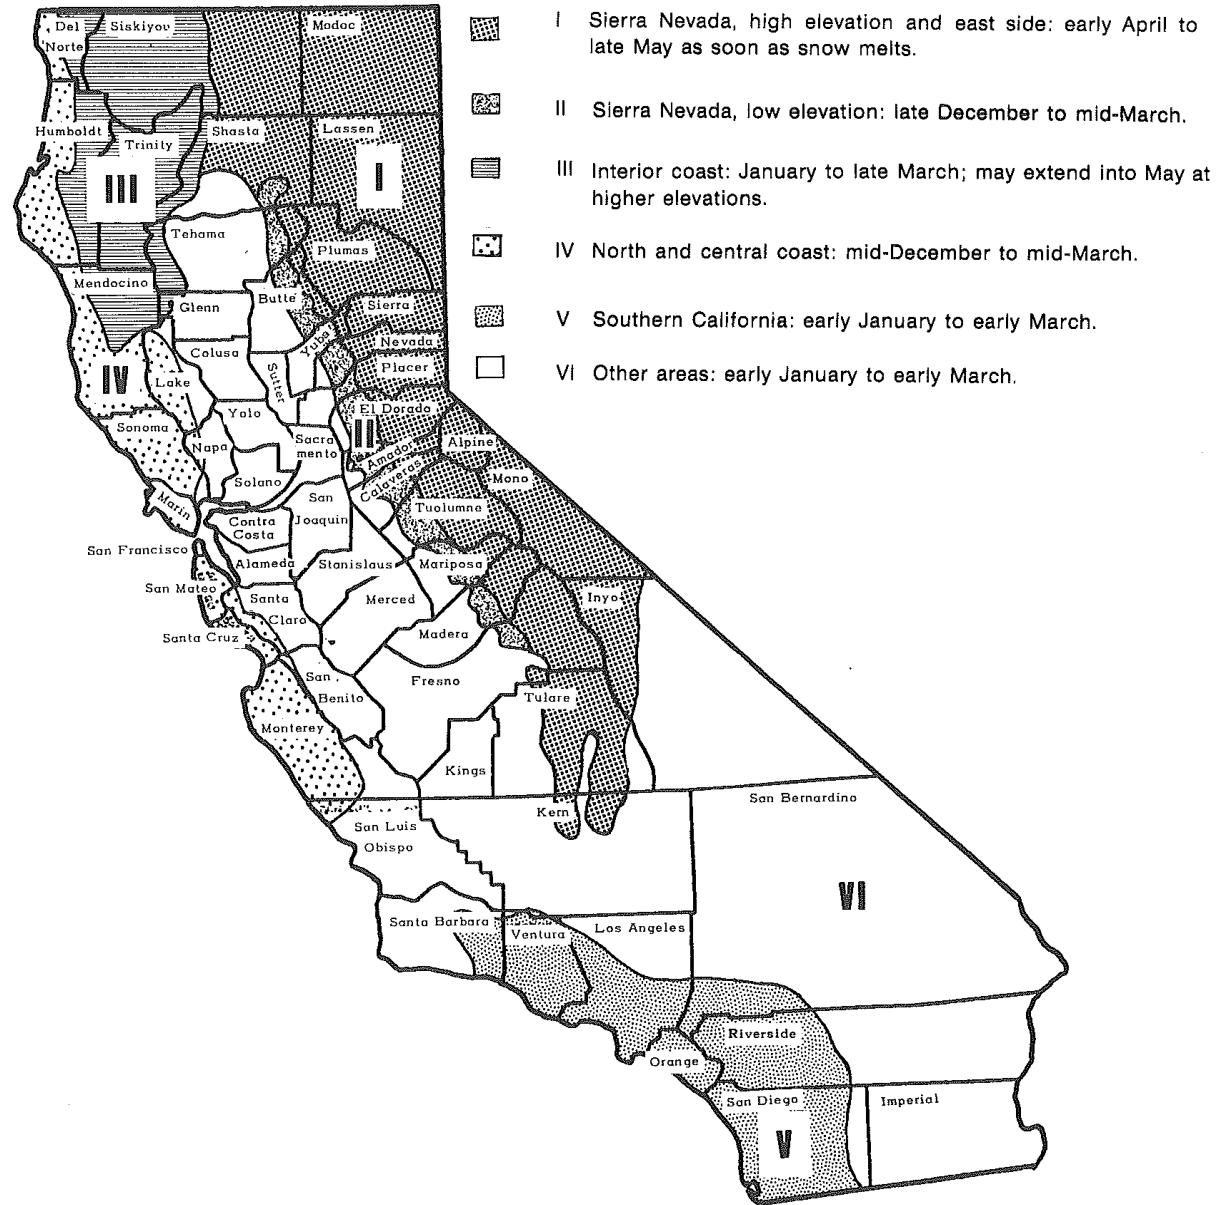 I Sierra Nevada, high elevation and east side: early April to
late May as soon as snow melts.
II Sierra Nevada, low elevation: late December to mid-March.
III Interior coast: January to late March; may extend into May at
higher elevations.
IV North and central coast: mid-December to mid-March.
V Southern California: early January to early March.
VI Other areas: early January to early March.
Del
Norte
Siskiyou
Modoc
Humboldt
Trinity
Shasta
Lassen
III
I
Tehama
Plumas
Mendocino
Glenn
Butte
Sierra
Yuba
Nevada
Colusa
Placer
IV
Lake
Sutter
El Dorado
Yolo
Sonoma
II
Napa
Sacra
mento
Alpine
Amador
Calaveras
Mono
Solano
Marin
San
Joaquin
Tuolumne
Contra
Costa
San Francisco
Alameda
Stanislaus
Mariposa
San Mateo
Santa
Claro
Merced
Inyo
Santa Cruz
Madera
San
Benito
Fresno
Tulare
Monterey
Kings
San Bernardino
Kern
San Luis
Obispo
VI
Santa Barbara
Ventura
Los Angeles
Riverside
Orange
San Diego
Imperial
V